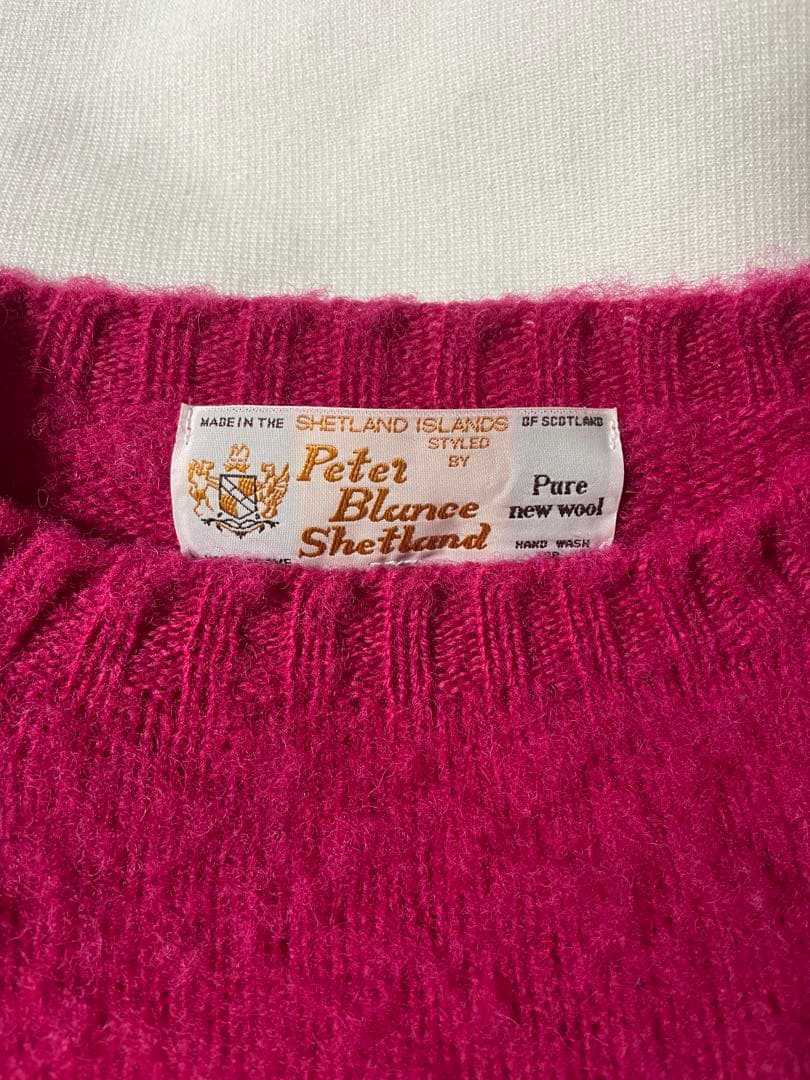 MADE IN THE SHETLAND ISLANDS OF SCOTLAND
STYLED
BY
Peter
Blance
Shetland
Pure
new wool
HAND WASH